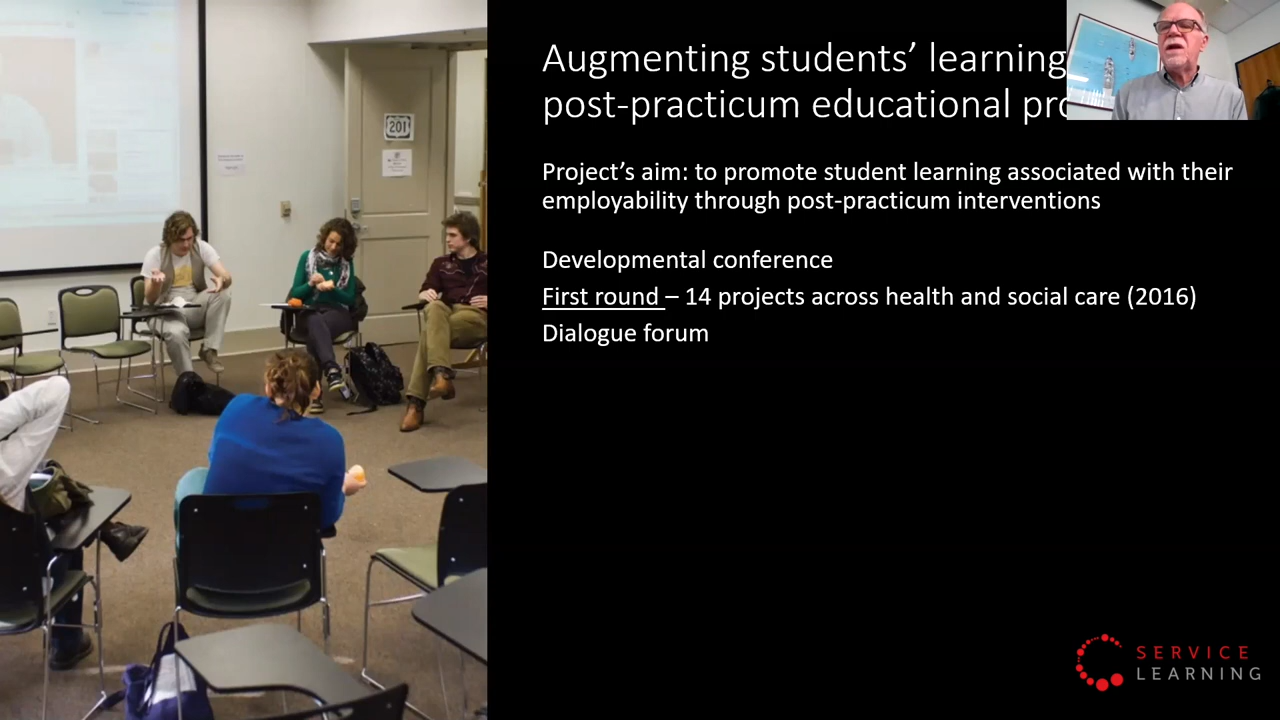 201
Augmenting students’ learning
post-practicum educational
Project’s aim: to promote student learning associated with their
employability through post-practicum interventions
Developmental conference
First round – 14 projects across health and social care (2016)
Dialogue forum
SERVICE
LEARNING